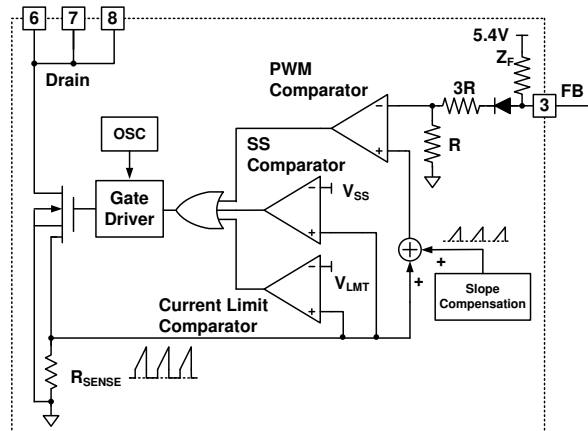 6 7 8
Drain
5.4V
ZF
PWM
Comparator
3R
3
FB
OSC
R
SS
Comparator
VSS
Gate
Driver
VLMT
Current Limit
Comparator
Slope
Compensation
RSENSE
− + − + − + + +